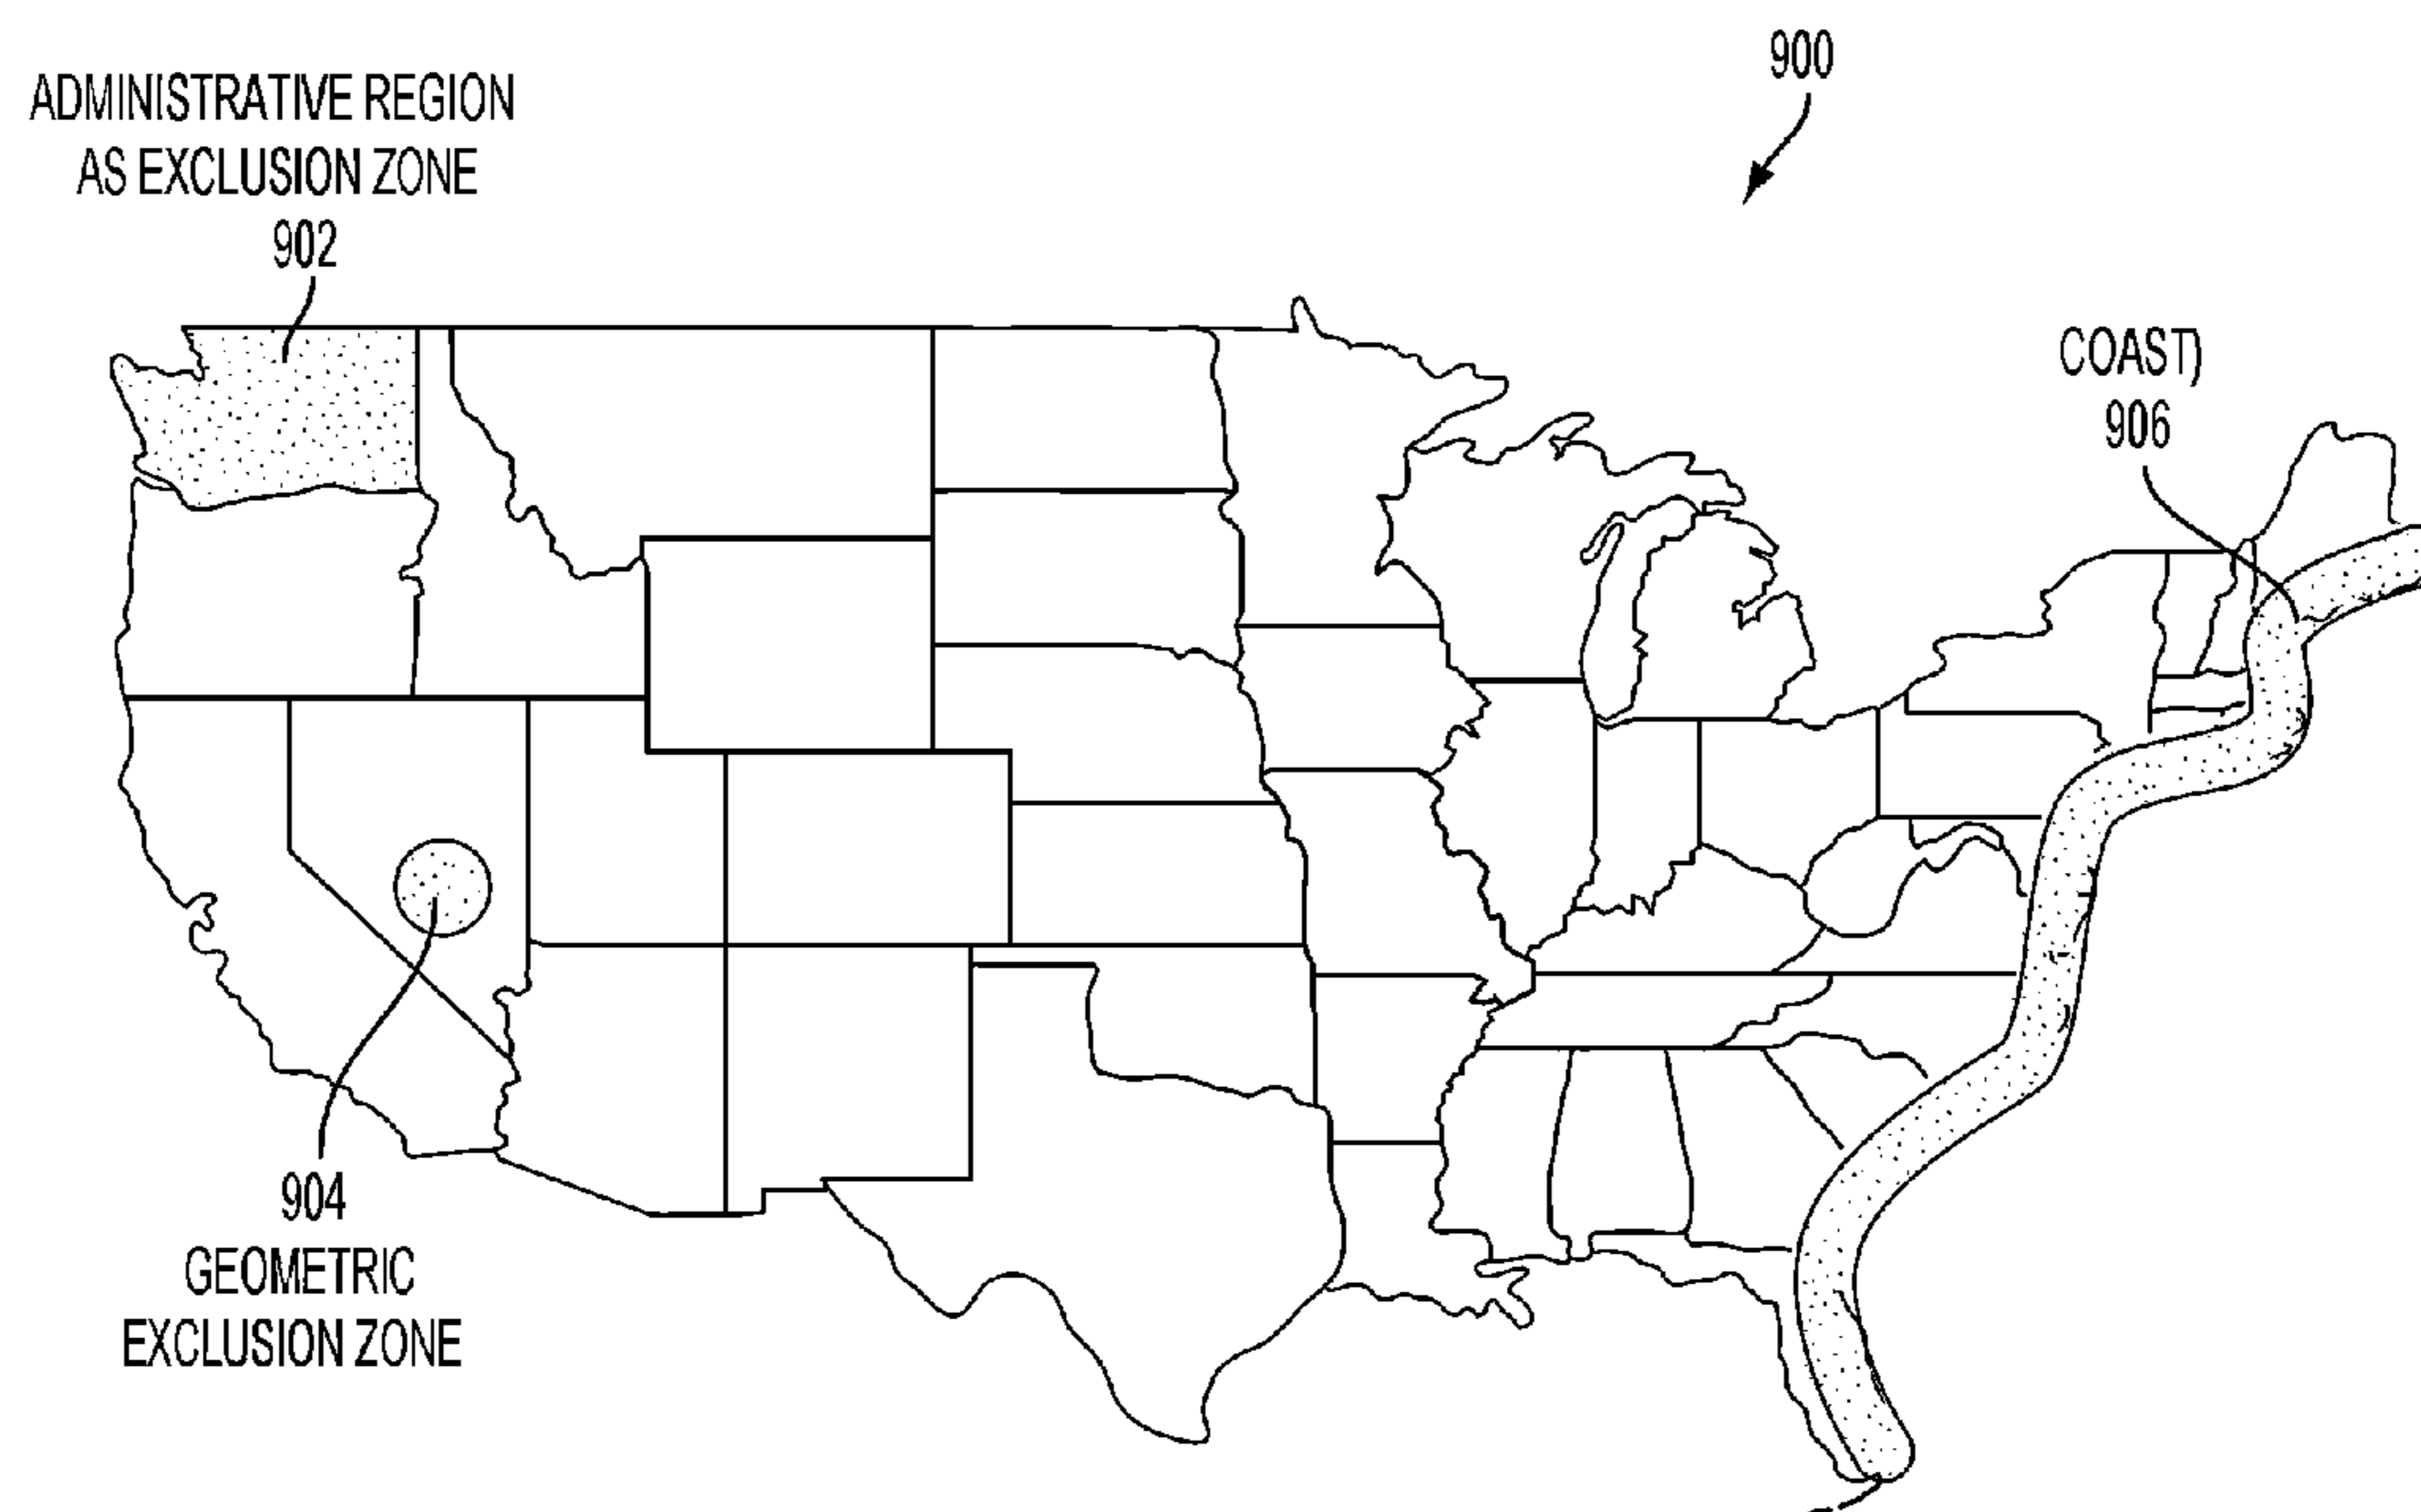 900
ADMINISTRATIVE REGION
AS EXCLUSION ZONE
902
COAST)
906
904
GEOMETRIC
EXCLUSION ZONE